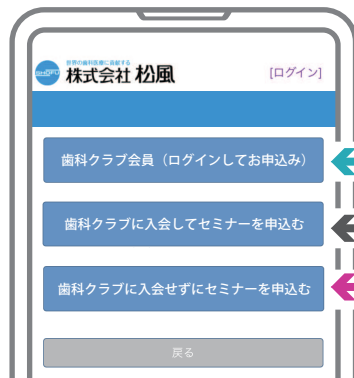 世界の歯科医療に貢献する
SHOFU 株式会社 松風
[ログイン]
歯科クラブ会員（ログインしてお申込み）
歯科クラブに入会してセミナーを申込む
歯科クラブに入会せずにセミナーを申込む
戻る